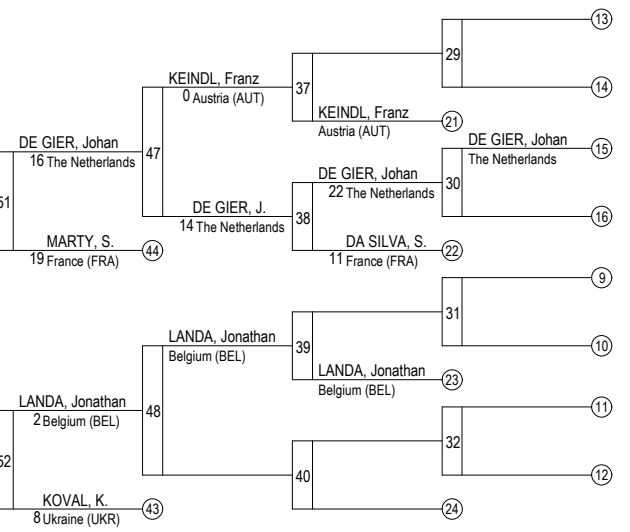 13
29
14
KEINDL, Franz
0 Austria (AUT)
37
KEINDL, Franz
Austria (AUT)
21
DE GIER, Johan
16 The Netherlands
47
DE GIER, Johan
The Netherlands
15
DE GIER, Johan
22 The Netherlands
30
DE GIER, J.
14 The Netherlands
38
16
51
MARTY, S.
19 France (FRA)
44
DA SILVA, S.
11 France (FRA)
22
9
31
10
LANDA, Jonathan
Belgium (BEL)
39
LANDA, Jonathan
Belgium (BEL)
23
LANDA, Jonathan
2 Belgium (BEL)
48
11
32
12
52
40
KOVAL, K.
8 Ukraine (UKR)
43
24